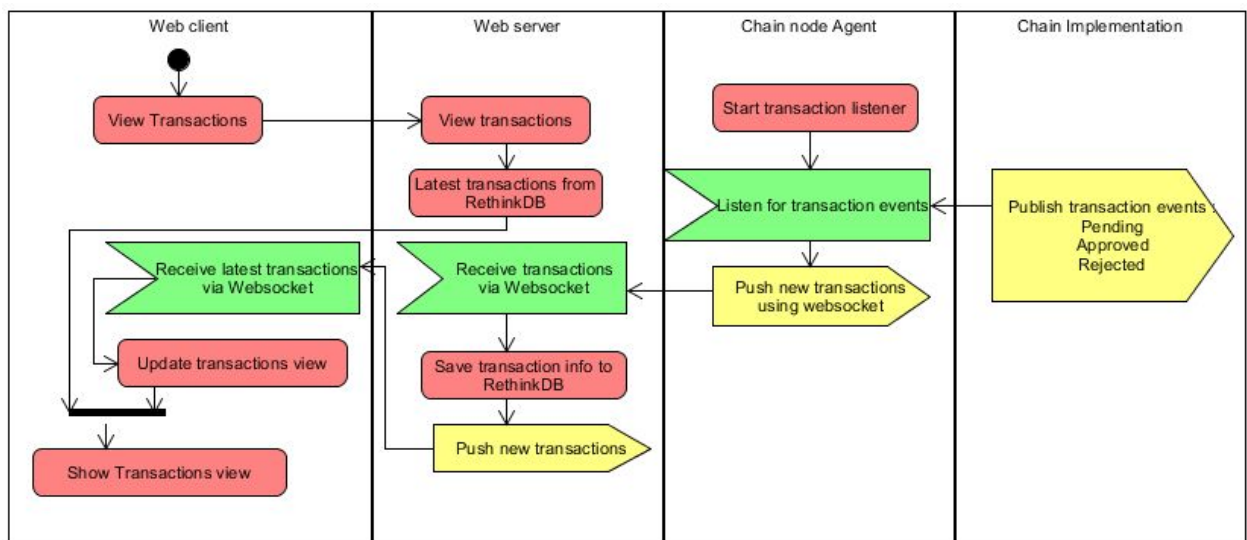 Web client
Web server
Chain node Agent
Chain Implementation
View Transactions
View transactions
Start transaction listener
Latest transactions from
RethinkDB
Listen for transaction events
Publish transaction events :
Pending
Approved
Rejected
Receive latest transactions
via Websocket
Receive transactions
via Websocket
Push new transactions
using websocket
Update transactions view
Save transaction info to
RethinkDB
Push new transactions
Show Transactions view